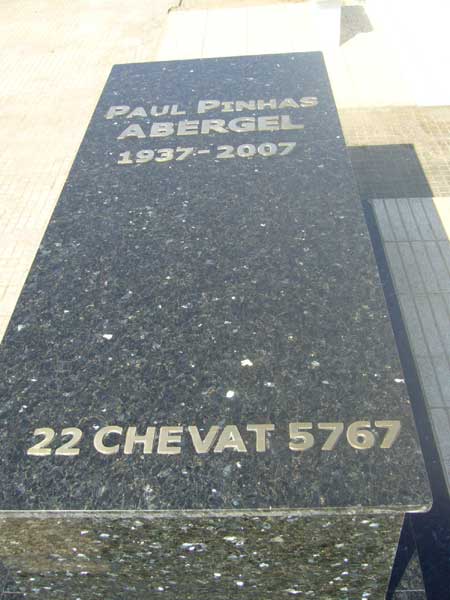 PAUL PINHAS
ABERGEL
1937-2007
22 CHEVAT 5767